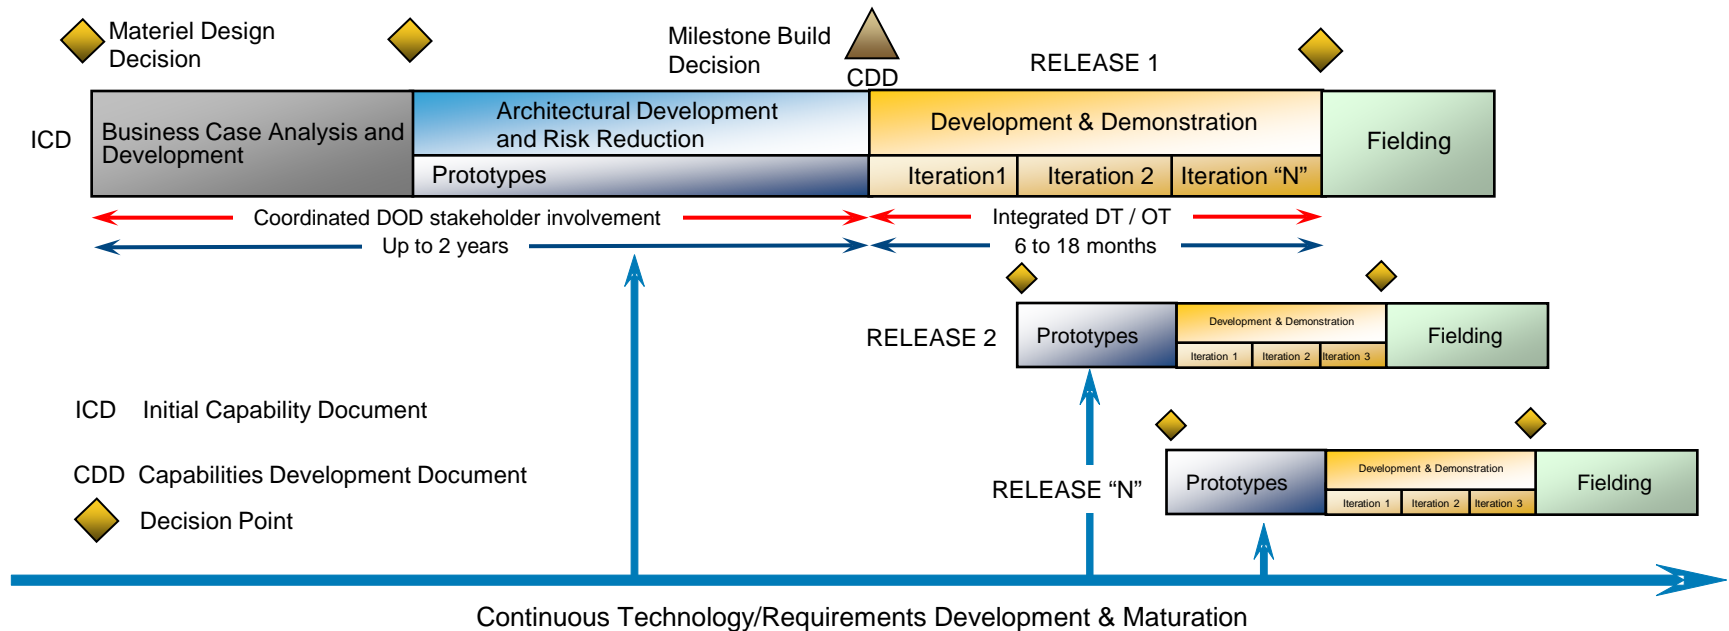 Materiel Design
Decision
Milestone Build
Decision
CDD
RELEASE 1
ICD
Business Case Analysis and
Development
Architectural Development
and Risk Reduction
Prototypes
Development & Demonstration
Iteration1
Iteration 2
Iteration “N”
Fielding
Coordinated DOD stakeholder involvement
Integrated DT / OT
Up to 2 years
6 to 18 months
RELEASE 2
Prototypes
Development & Demonstration
Iteration 1
Iteration 2
Iteration 3
Fielding
ICD Initial Capability Document
CDD Capabilities Development Document
Decision Point
RELEASE “N”
Prototypes
Development & Demonstration
Iteration 1
Iteration 2
Iteration 3
Fielding
Continuous Technology/Requirements Development & Maturation